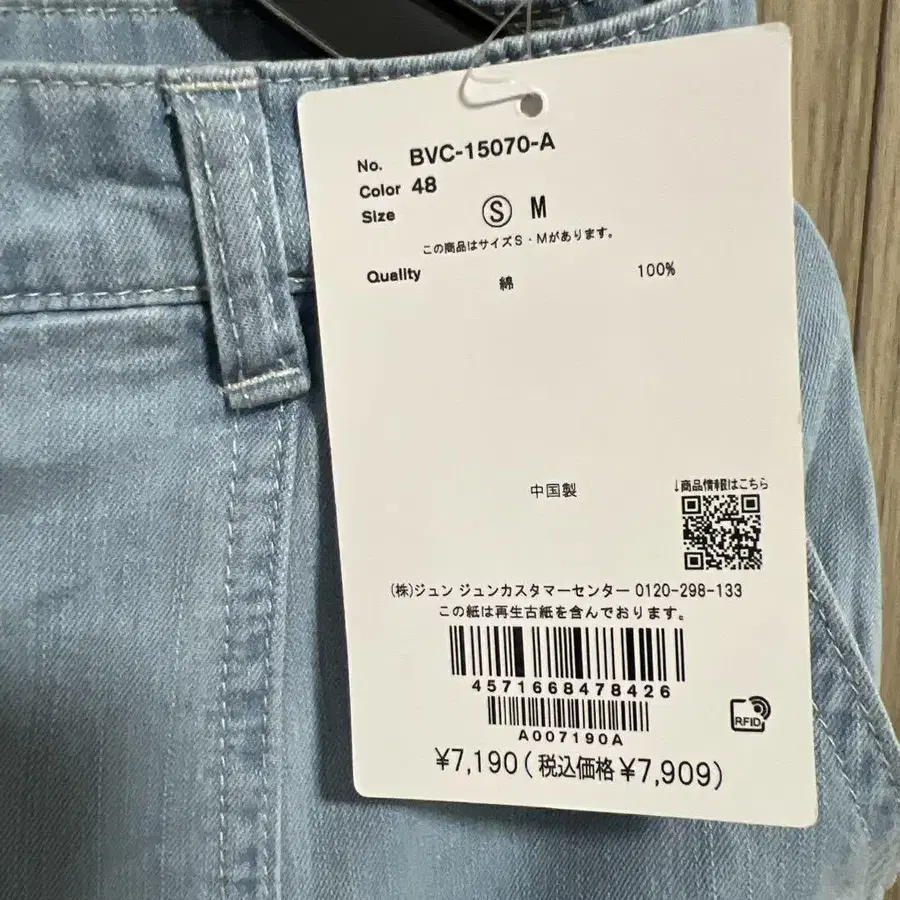 No. BVC-15070-A
Color 48
Size Ⓢ M
この商品はサイズS・Mがあります。
Quality 綿 100%
中国製
↓商品情報はこちら
(株)ジュン ジュンカスタマーセンター 0120-298-133
この紙は再生古紙を含んでおります。
4571668478426
A007190A
RFID
¥7,190(税込価格¥7,909)